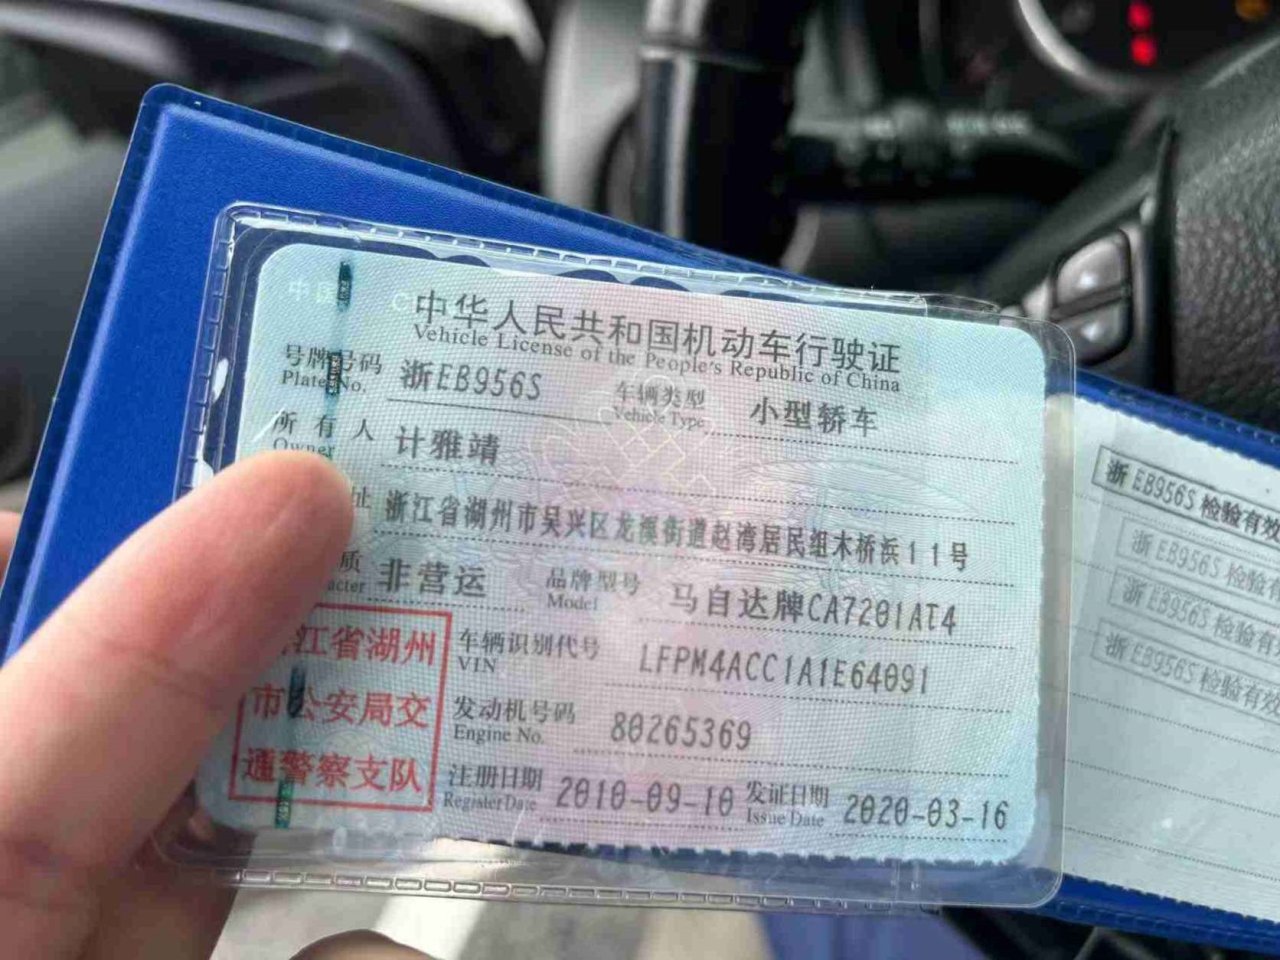 中华人民共和国机动车行驶证
Vehicle License of the People's Republic of China
号牌号码 浙EB956S 车辆类型 小型轿车
Plate No. Vehicle Type
所有人 计雅靖
Owner
址 浙江省湖州市吴兴区龙溪街道赵湾居民组木桥浜11号
质 非营运 品牌型号 马自达牌CA7201AT4
acter Model
江省湖州
市公安局交
通警察支队
车辆识别代号 LFPM4ACC1A1E64091
VIN
发动机号码 80265369
Engine No.
注册日期 2010-09-10 发证日期 2020-03-16
Register Date Issue Date
浙EB956S检验有效
浙EB956S检验有
浙EB956S检验有效
浙EB956S检验有效